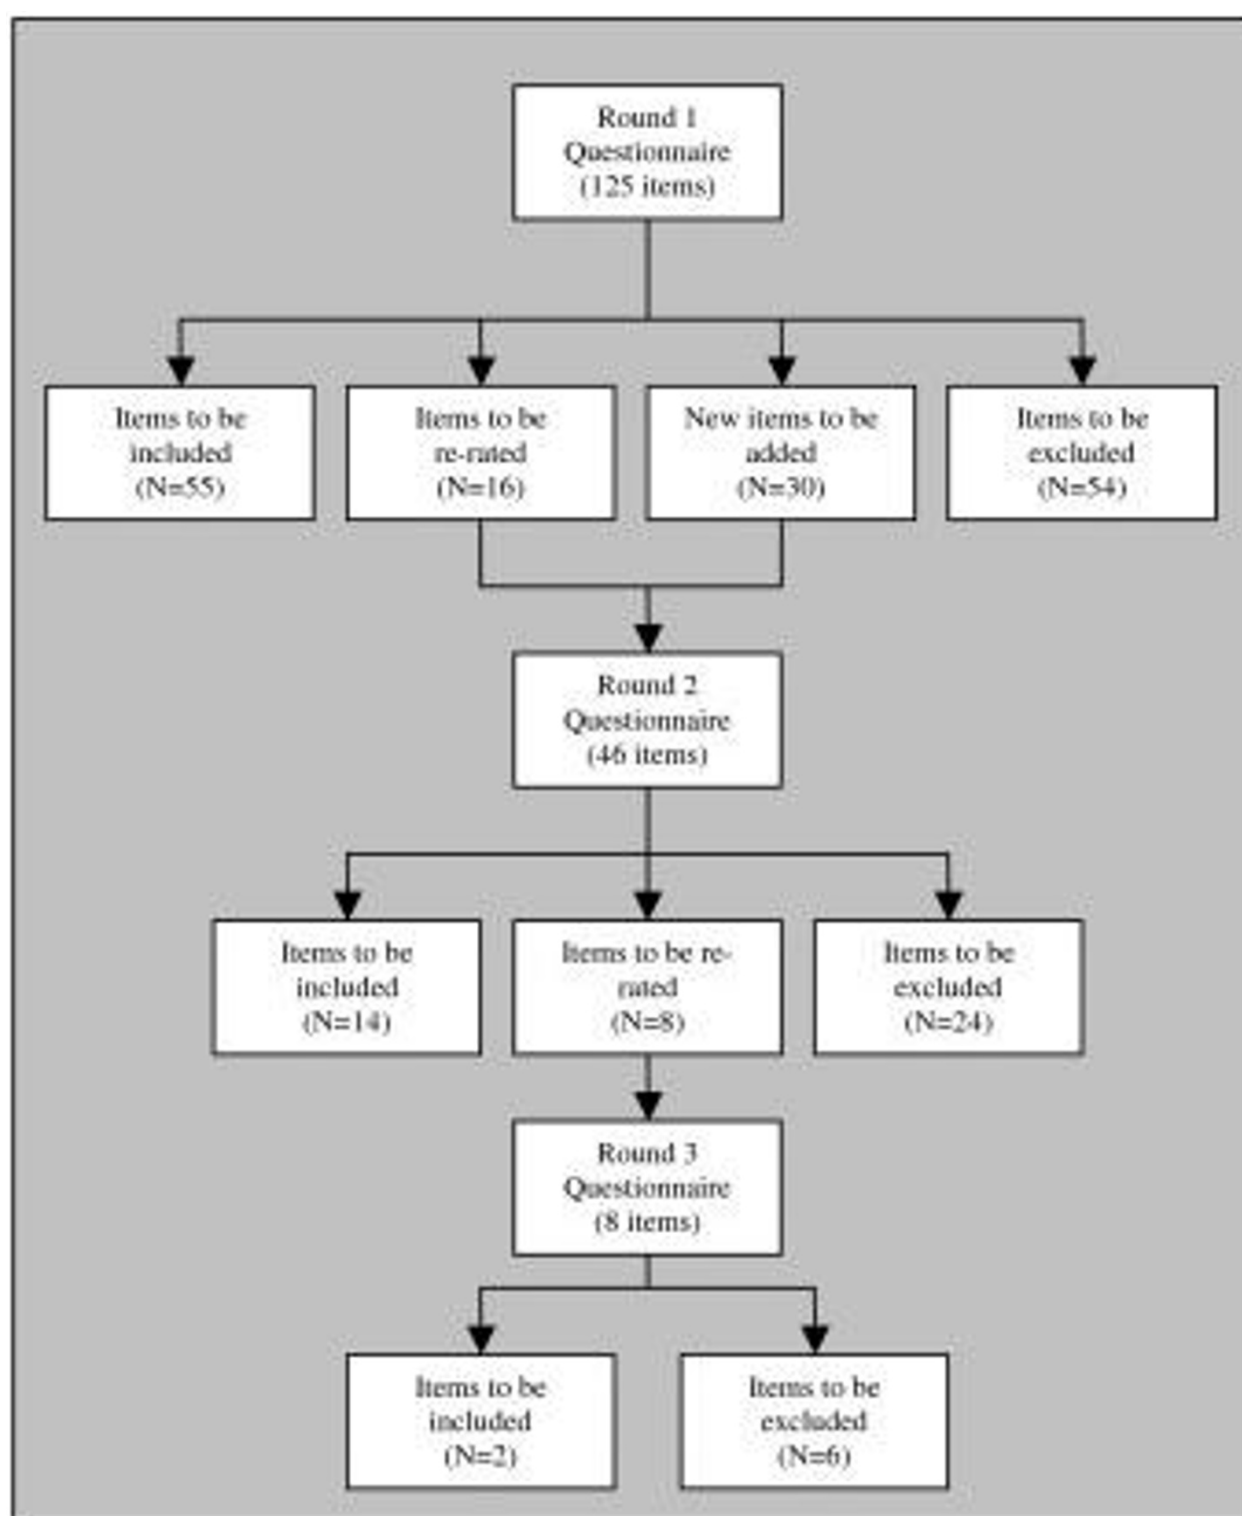 Round 1
Questionnaire
(125 items)
Items to be
included
(N=55)
Items to be
re-rated
(N=16)
New items to be
added
(N=30)
Items to be
excluded
(N=54)
Round 2
Questionnaire
(46 items)
Items to be
included
(N=14)
Items to be re-
rated
(N=8)
Items to be
excluded
(N=24)
Round 3
Questionnaire
(8 items)
Items to be
included
(N=2)
Items to be
excluded
(N=6)